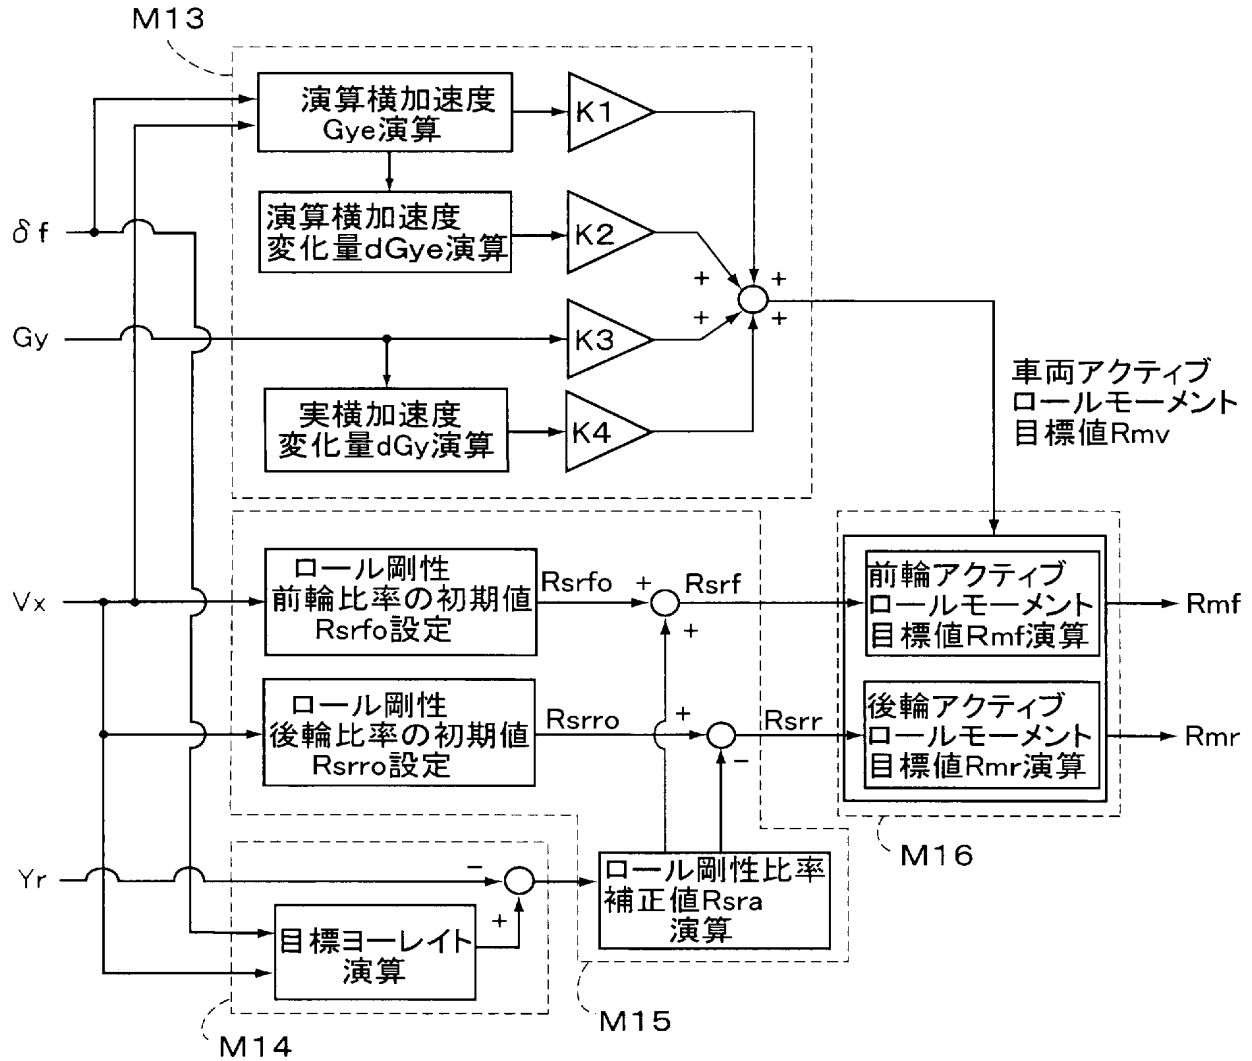 M13
演算横加速度
Gye演算
K1
演算横加速度
変化量dGye演算
K2
δf
+
+
+
+
Gy
K3
実横加速度
変化量dGy演算
K4
車両アクティブ
ロールモーメント
目標値Rmv
Vx
ロール剛性
前輪比率の初期値
Rsrfo設定
Rsrfo
+
+
Rsrf
前輪アクティブ
ロールモーメント
目標値Rmf演算
Rmf
ロール剛性
後輪比率の初期値
Rsrro設定
Rsrro
+
-
Rsrr
後輪アクティブ
ロールモーメント
目標値Rmr演算
Rmr
M16
Yr
-
+
目標ヨーレイト
演算
ロール剛性比率
補正値Rsra
演算
M15
M14